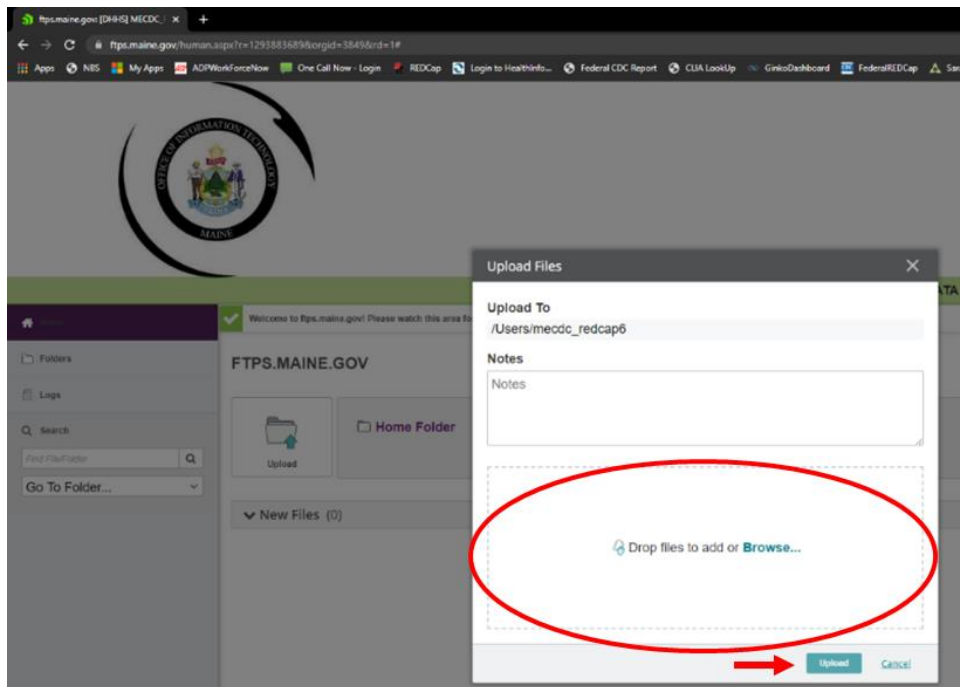 ftps.maine.gov: [DHHS] MECDC_
ftps.maine.gov/human.aspx?r=1293883689&orgid=3849&rd=1#
Apps NBS My Apps ADPWorkForceNow One Call Now - Login REDCap Login to HealthInfo... Federal CDC Report CLIA LookUp GinkoDashboard FederalREDCap Sar
OFFICE OF INFORMATION TECHNOLOGY
MAINE
Upload Files
ATA
Upload To
/Users/mecdc_redcap6
Welcome to ftps.maine.gov! Please watch this area fo
Notes
Notes
Folders
FTPS.MAINE.GOV
Logs
Search
Find File/Folder
Go To Folder...
Upload
Home Folder
New Files (0)
Drop files to add or Browse...
Upload Cancel